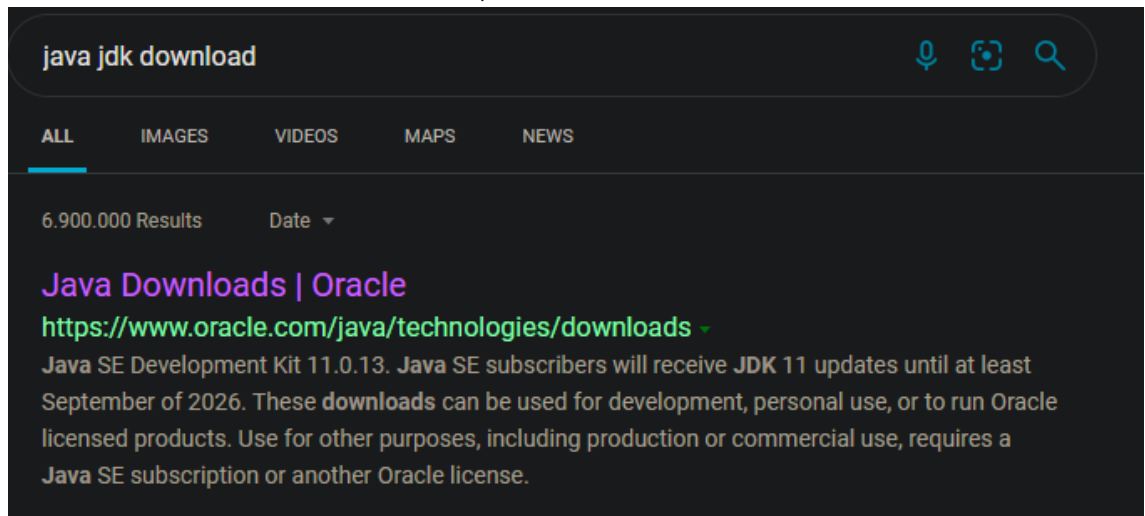 java jdk download
ALL IMAGES VIDEOS MAPS NEWS
6.900.000 Results Date
Java Downloads | Oracle
https://www.oracle.com/java/technologies/downloads
Java SE Development Kit 11.0.13. Java SE subscribers will receive JDK 11 updates until at least
September of 2026. These downloads can be used for development, personal use, or to run Oracle
licensed products. Use for other purposes, including production or commercial use, requires a
Java SE subscription or another Oracle license.